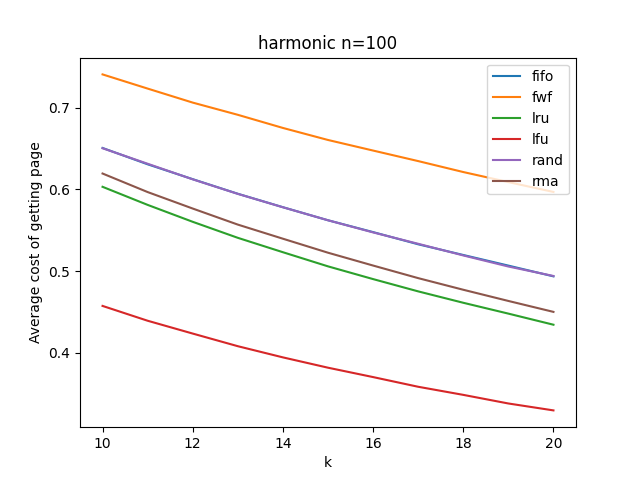 harmonic n=100
Average cost of getting page
0.7
0.6
0.5
0.4
10
12
14
16
18
20
k
fifo
fwf
lru
lfu
rand
rma